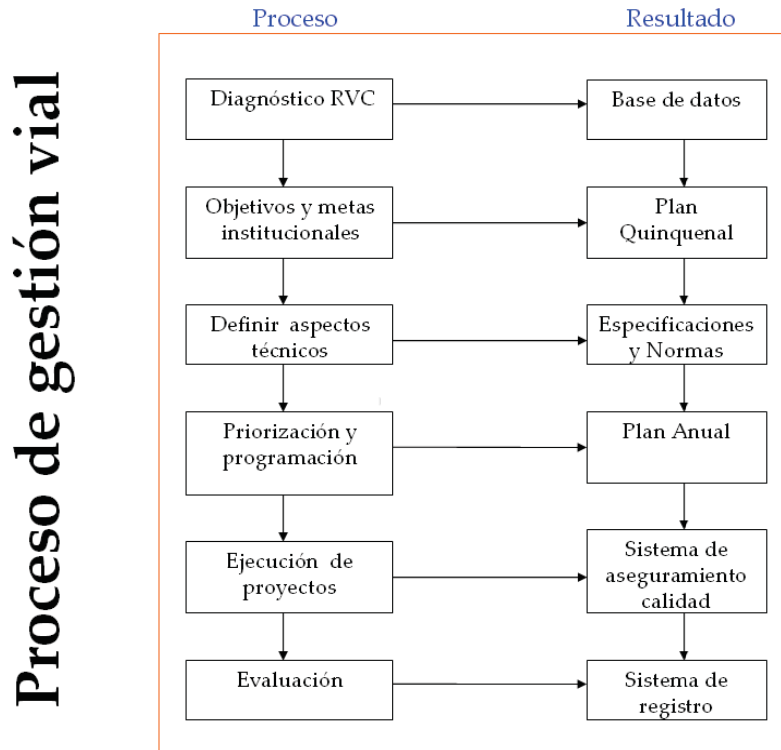 Proceso de gestión vial
Proceso
Resultado
Diagnóstico RVC
Base de datos
Objetivos y metas
institucionales
Plan
Quinquenal
Definir aspectos
técnicos
Especificaciones
y Normas
Priorización y
programación
Plan Anual
Ejecución de
proyectos
Sistema de
aseguramiento
calidad
Evaluación
Sistema de
registro